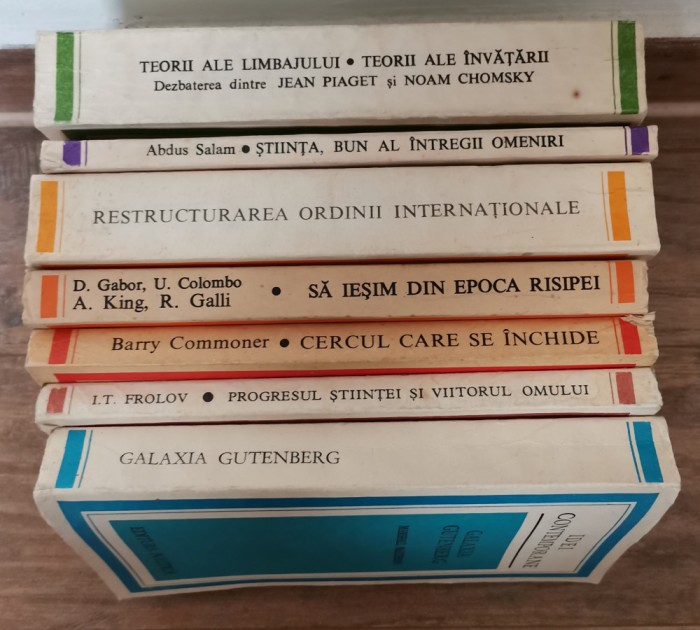 TEORII ALE LIMBAJULUI • TEORII ALE ÎNVĂȚĂRII
Dezbaterea dintre JEAN PIAGET și NOAM CHOMSKY
Abdus Salam • ȘTIINȚA, BUN AL ÎNTREGII OMENIRI
RESTRUCTURAREA ORDINII INTERNAȚIONALE
D. Gabor, U. Colombo
A. King, R. Galli • SĂ IEȘIM DIN EPOCA RISIPEI
Barry Commoner • CERCUL CARE SE ÎNCHIDE
I.T. FROLOV • PROGRESUL ȘTIINȚEI ȘI VIITORUL OMULUI
GALAXIA GUTENBERG
IDEI
CONTEMPORANE
GALAXIA
GUTENBERG